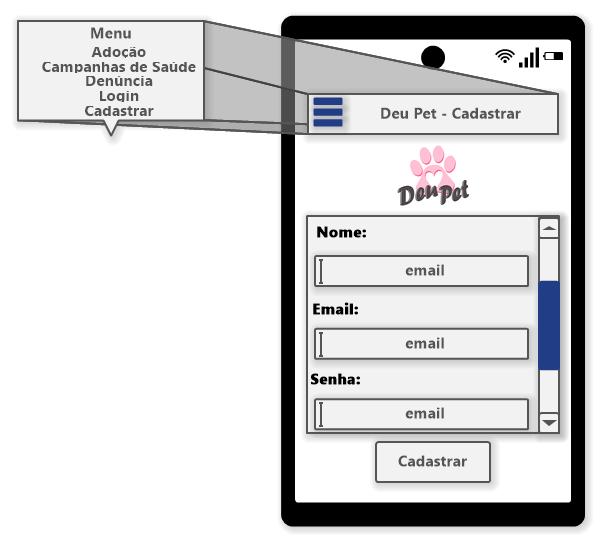 Menu
Adoção
Campanhas de Saúde
Denúncia
Login
Cadastrar
Deu Pet - Cadastrar
Deu Pet
Nome:
email
Email:
email
Senha:
email
Cadastrar